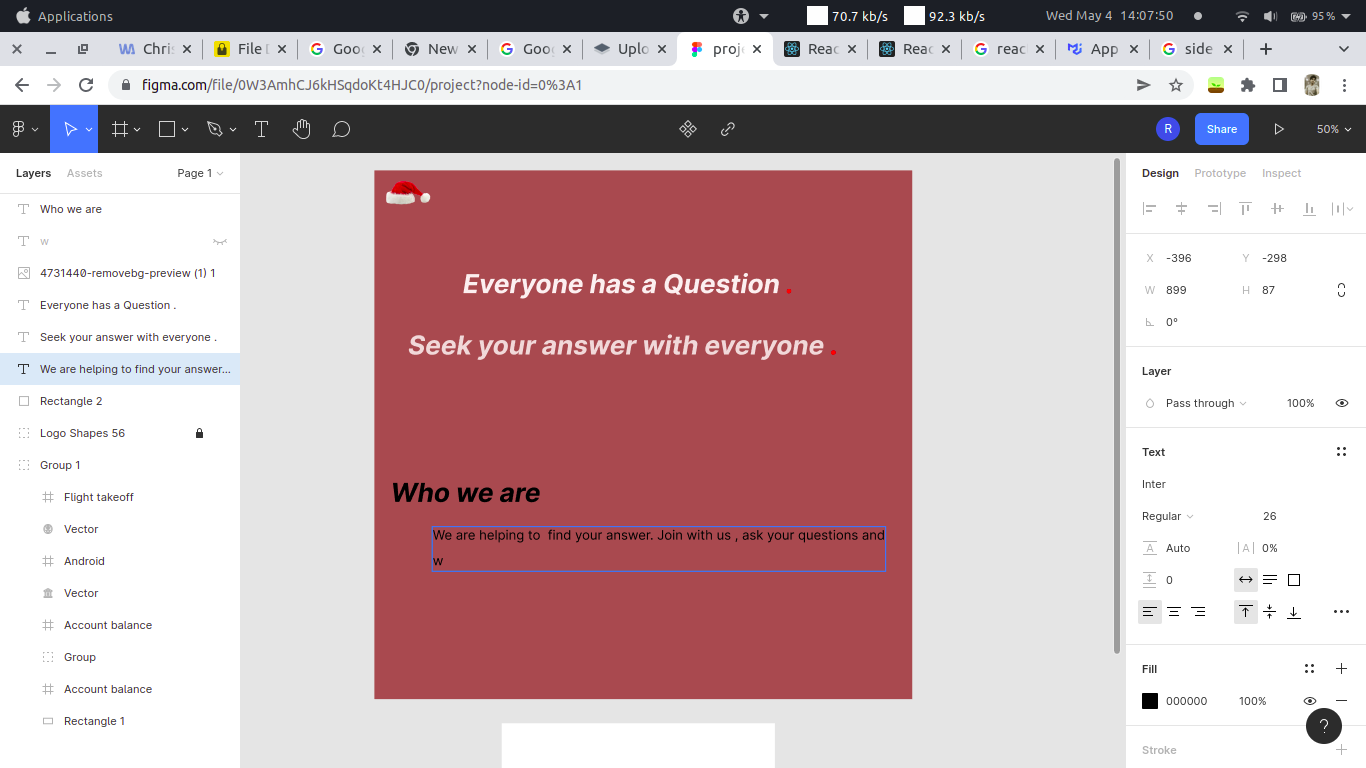 Applications
70.7 kb/s
92.3 kb/s
Wed May 4 14:07:50
95%
Chris
File D
Goog
New
Goog
Uplo
proje
Reac
Reac
reac
App
side
figma.com/file/0W3AmhCJ6kHSqdoKt4HJC0/project?node-id=0%3A1
R
Share
50%
Layers
Assets
Page 1
Who we are
w
4731440-removebg-preview (1) 1
Everyone has a Question .
Seek your answer with everyone .
We are helping to find your answer...
Rectangle 2
Logo Shapes 56
Group 1
Flight takeoff
Vector
Android
Vector
Account balance
Group
Account balance
Rectangle 1
Everyone has a Question .
Seek your answer with everyone .
Who we are
We are helping to find your answer. Join with us , ask your questions and
w
Design
Prototype
Inspect
X -396
Y -298
W 899
H 87
0°
Layer
Pass through
100%
Text
Inter
Regular
26
A Auto
|A| 0%
0
Fill
000000
100%
?
Stroke